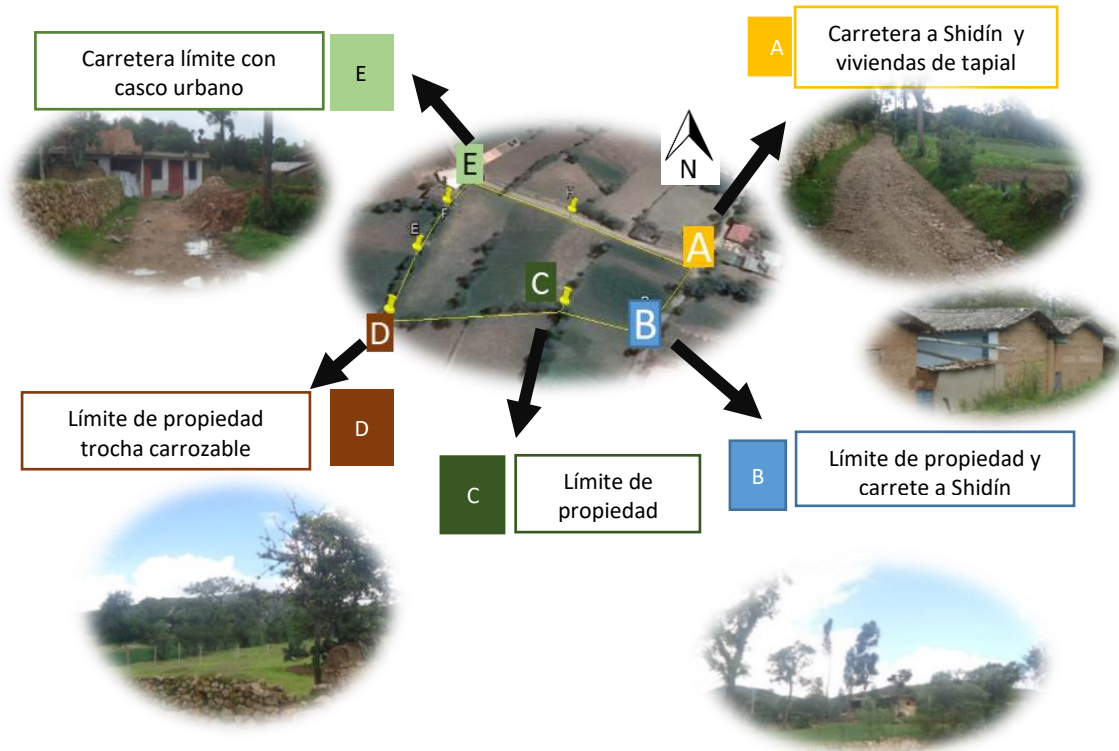 Carretera límite con
casco urbano
E
A
Carretera a Shidín y
viviendas de tapial
N
E
F
H
E
A
C
B
D
Límite de propiedad
trocha carrozable
D
C
Límite de
propiedad
B
Límite de propiedad y
carrete a Shidín